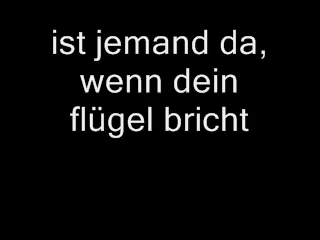 ist jemand da,
wenn dein
flügel bricht